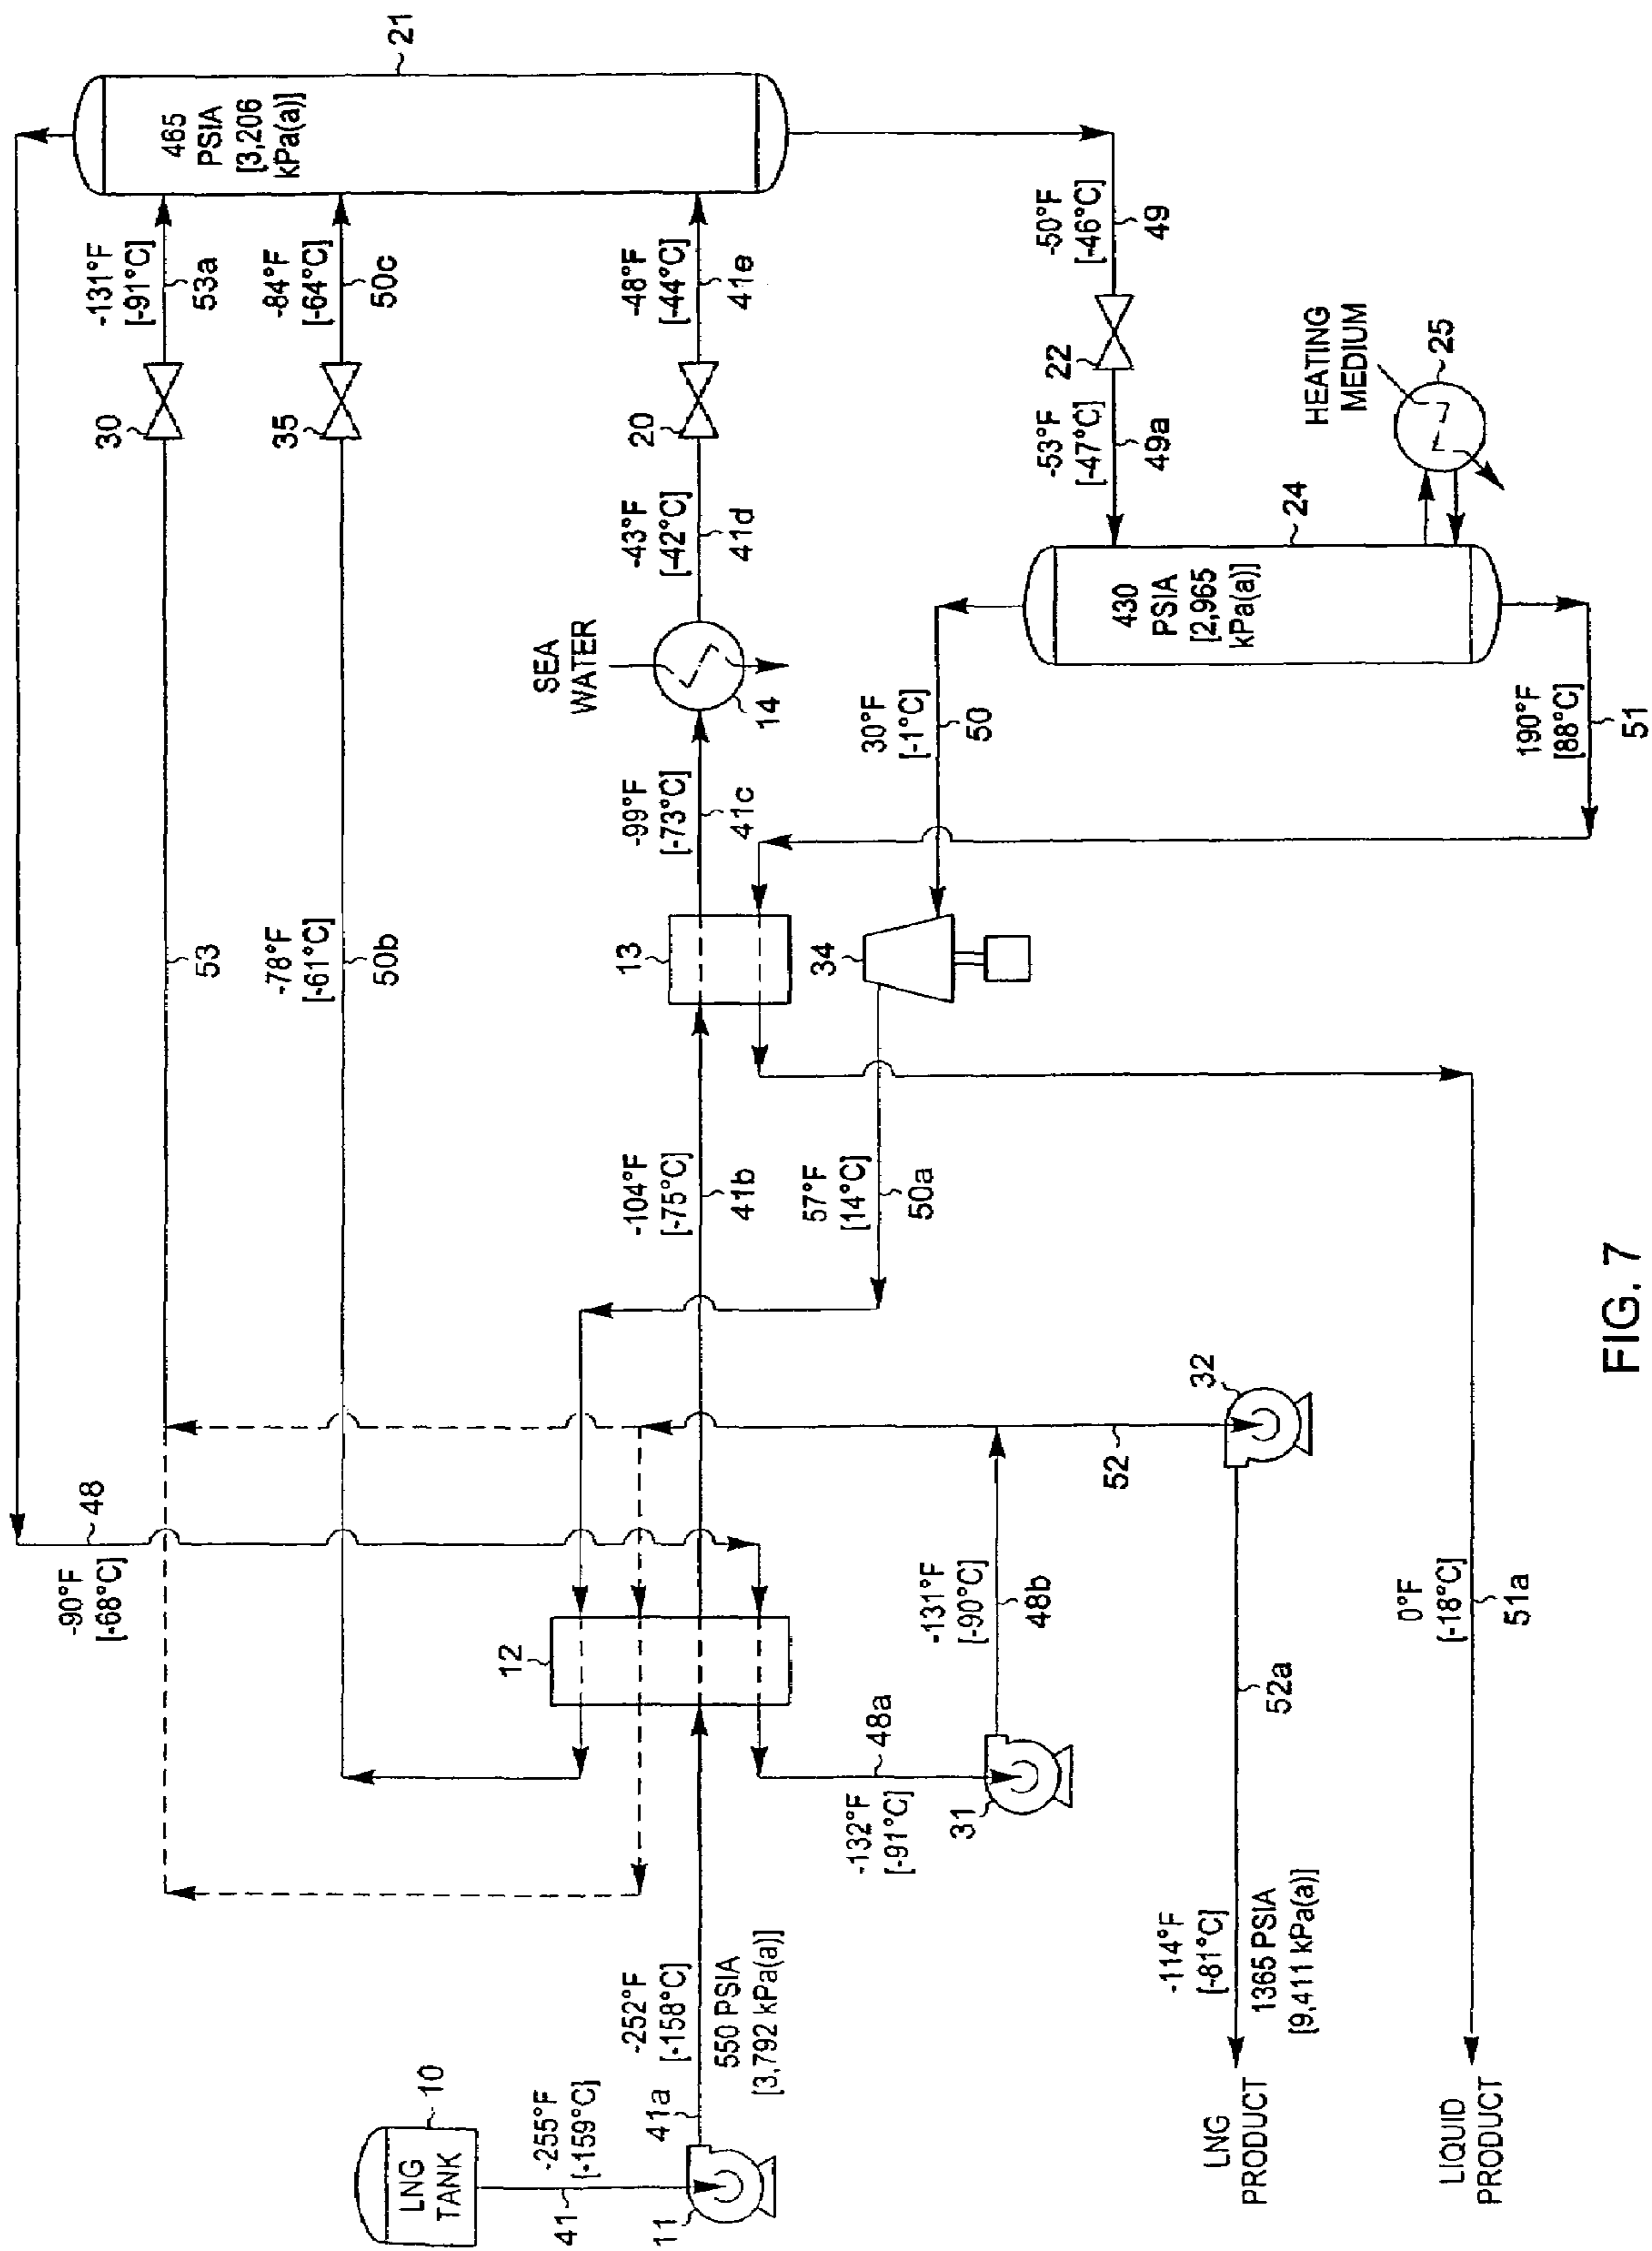 LNG
TANK
10
-255°F
[-159°C]
41
11
41a
-252°F
[-158°C]
550 PSIA
[3,792 kPa(a)]
12
-90°F
[-68°C]
48
-132°F
[-91°C]
48a
31
-131°F
[-90°C]
48b
52
32
-114°F
[-81°C]
1365 PSIA
[9,411 kPa(a)]
52a
LNG
PRODUCT
0°F
[-18°C]
51a
LIQUID
PRODUCT
-104°F
[-75°C]
41b
57°F
[14°C]
50a
53
-78°F
[-61°C]
50b
13
34
-99°F
[-73°C]
41c
SEA
WATER
14
30°F
[-1°C]
50
190°F
[88°C]
51
-43°F
[-42°C]
41d
430
PSIA
[2,965
kPa(a)]
24
-53°F
[-47°C]
49a
22
HEATING
MEDIUM
25
30
35
20
-131°F
[-91°C]
53a
-84°F
[-64°C]
50c
-48°F
[-44°C]
41e
-50°F
[-46°C]
49
465
PSIA
[3,206
kPa(a)]
21
FIG. 7